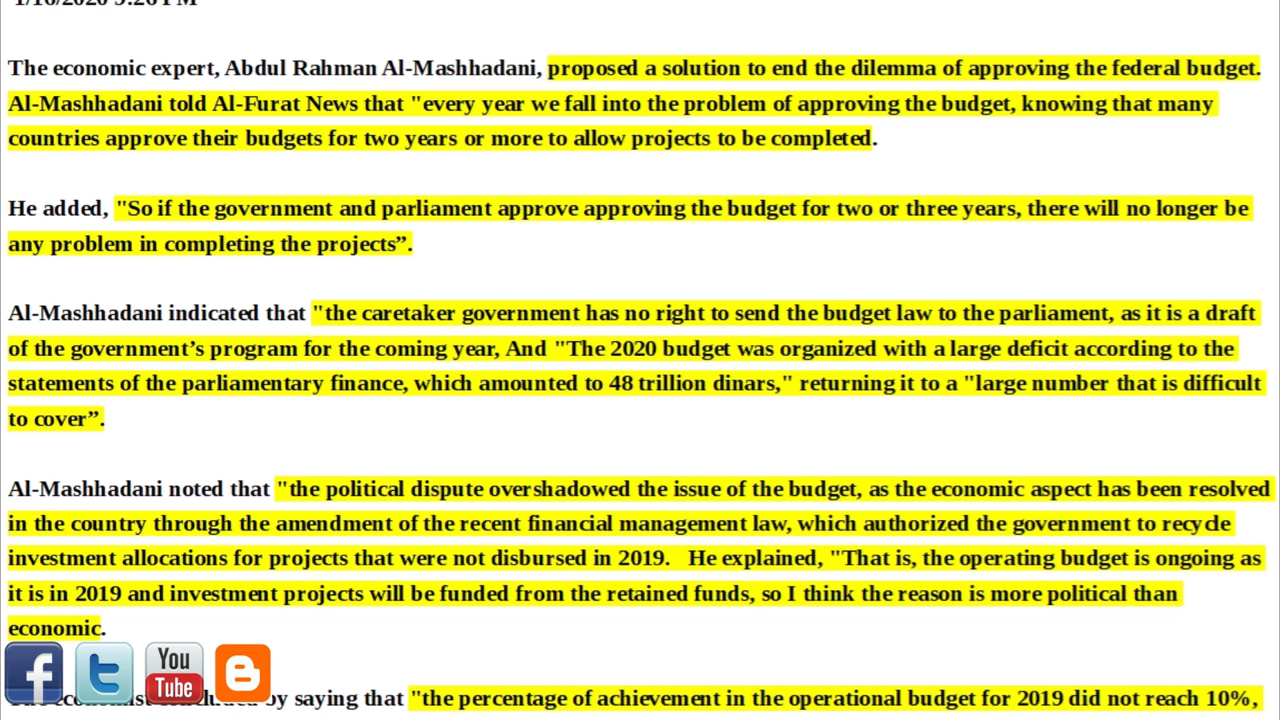 1/16/2020 9:26 PM
The economic expert, Abdul Rahman Al-Mashhadani, proposed a solution to end the dilemma of approving the federal budget.
Al-Mashhadani told Al-Furat News that "every year we fall into the problem of approving the budget, knowing that many
countries approve their budgets for two years or more to allow projects to be completed.
He added, "So if the government and parliament approve approving the budget for two or three years, there will no longer be
any problem in completing the projects”.
Al-Mashhadani indicated that "the caretaker government has no right to send the budget law to the parliament, as it is a draft
of the government’s program for the coming year, And "The 2020 budget was organized with a large deficit according to the
statements of the parliamentary finance, which amounted to 48 trillion dinars," returning it to a "large number that is difficult
to cover”.
Al-Mashhadani noted that "the political dispute overshadowed the issue of the budget, as the economic aspect has been resolved
in the country through the amendment of the recent financial management law, which authorized the government to recycle
investment allocations for projects that were not disbursed in 2019. He explained, "That is, the operating budget is ongoing as
it is in 2019 and investment projects will be funded from the retained funds, so I think the reason is more political than
economic.
by saying that "the percentage of achievement in the operational budget for 2019 did not reach 10%,
f t You Tube B